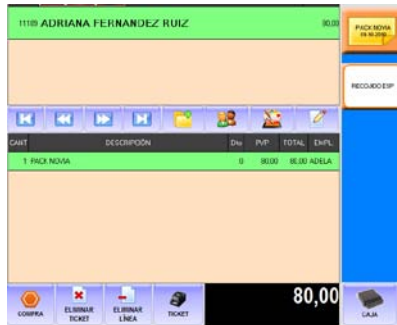 11189 ADRIANA FERNANDEZ RUIZ 80,00
PACK NOVIA
RECOJIDO ESP
CANT DESCRIPCIÓN Dto PVP TOTAL EMPL.
1 PACK NOVIA 0 80,00 80,00 ADELA
80,00
COMPRA
ELIMINAR TICKET
ELIMINAR LÍNEA
TICKET
CAJA